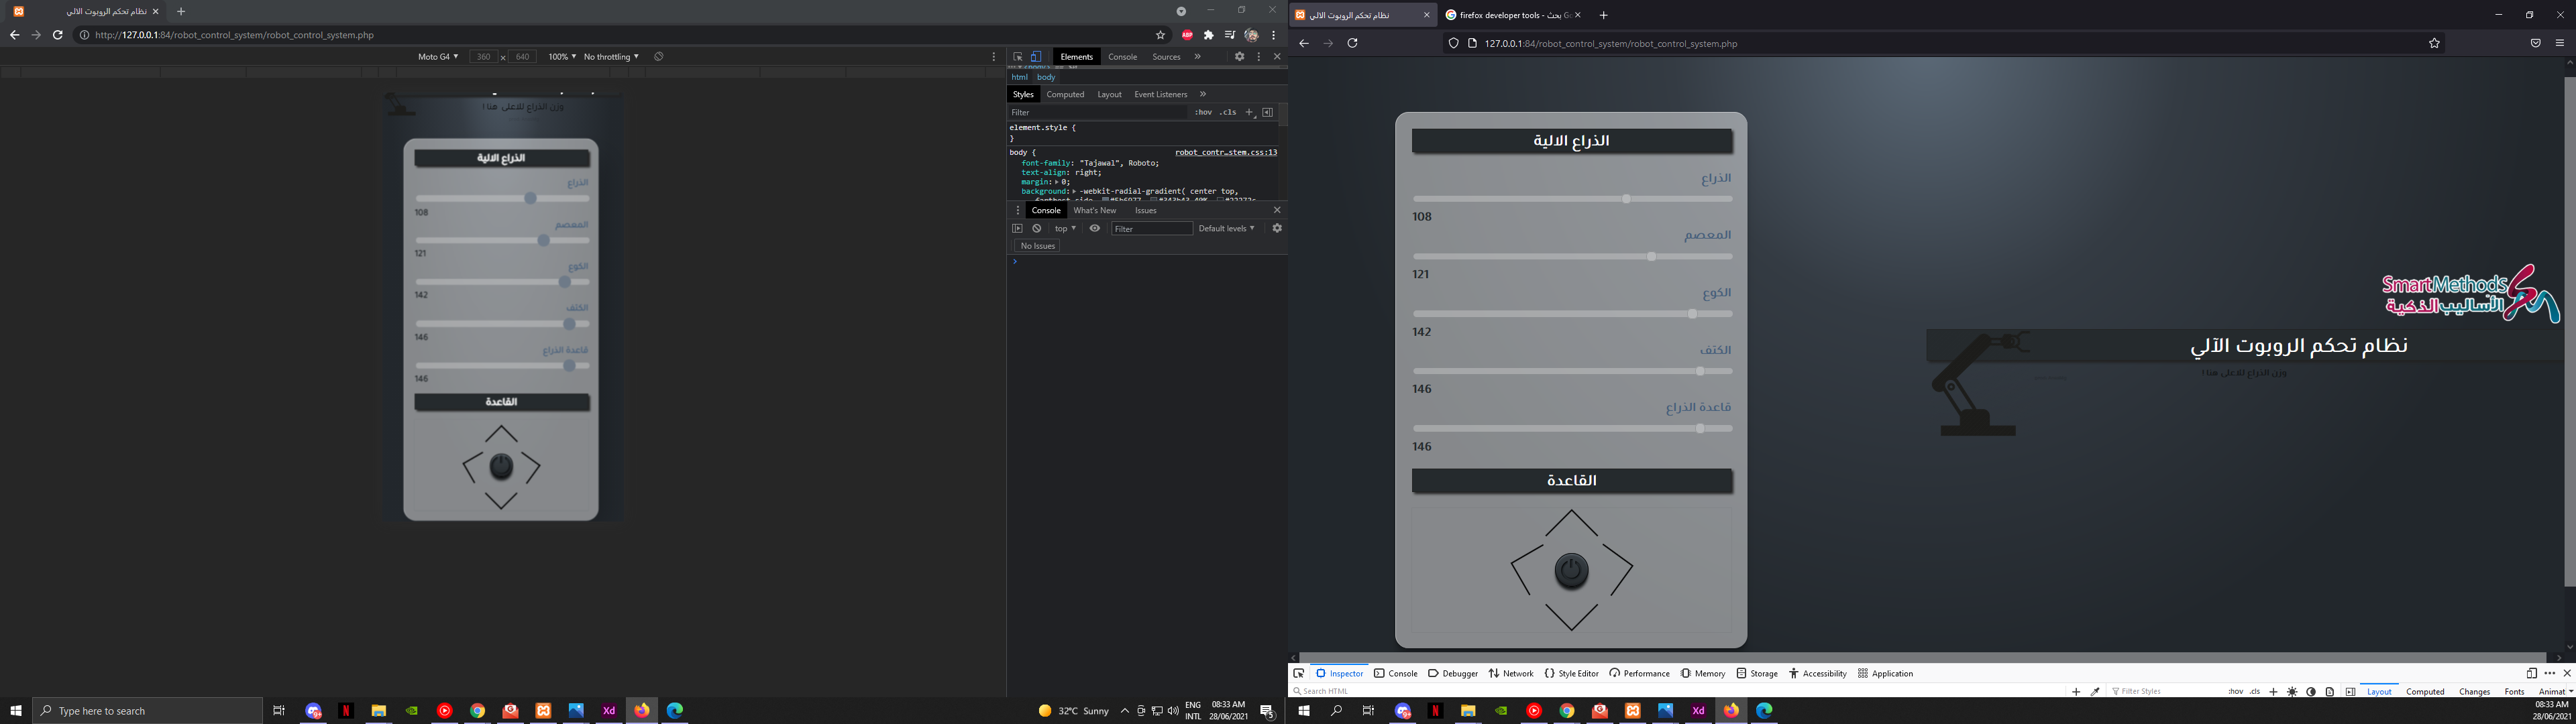 نظام تحكم الروبوت الالي
http://127.0.0.1:84/robot_control_system/robot_control_system.php
ABP
Moto G4 360 x 640 100% No throttling
وزن الذراع للاعلى هنا !
الذراع الالية
الذراع
108
المعصم
121
الكوع
142
الكتف
146
قاعدة الذراع
146
القاعدة
Elements Console Sources
html body
Styles Computed Layout Event Listeners
Filter :hov .cls
element.style {
}
body { robot_contr…stem.css:13
font-family: "Tajawal", Roboto;
text-align: right;
margin: 0;
background: -webkit-radial-gradient( center top,
Console What's New Issues
top Filter Default levels
No Issues
Type here to search
Xd
32°C Sunny
ENG
INTL
08:33 AM
28/06/2021
5
نظام تحكم الروبوت الالي
firefox developer tools - بحث
127.0.0.1:84/robot_control_system/robot_control_system.php
الذراع الالية
الذراع
108
المعصم
121
الكوع
142
الكتف
146
قاعدة الذراع
146
القاعدة
SmartMethods
الأساليب الذكية
نظام تحكم الروبوت الآلي
وزن الذراع للاعلى هنا !
Inspector Console Debugger Network Style Editor Performance Memory Storage Accessibility Application
Search HTML
Filter Styles :hov .cls
Layout Computed Changes Fonts Animat
Xd
08:33 AM
28/06/2021